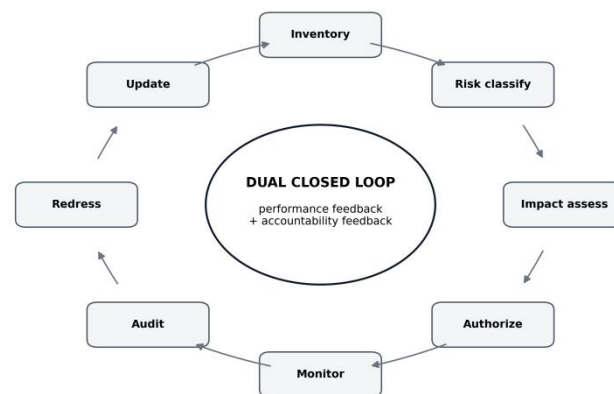 Inventory
Update
Risk classify
DUAL CLOSED LOOP
performance feedback
+ accountability feedback
Redress
Impact assess
Audit
Authorize
Monitor